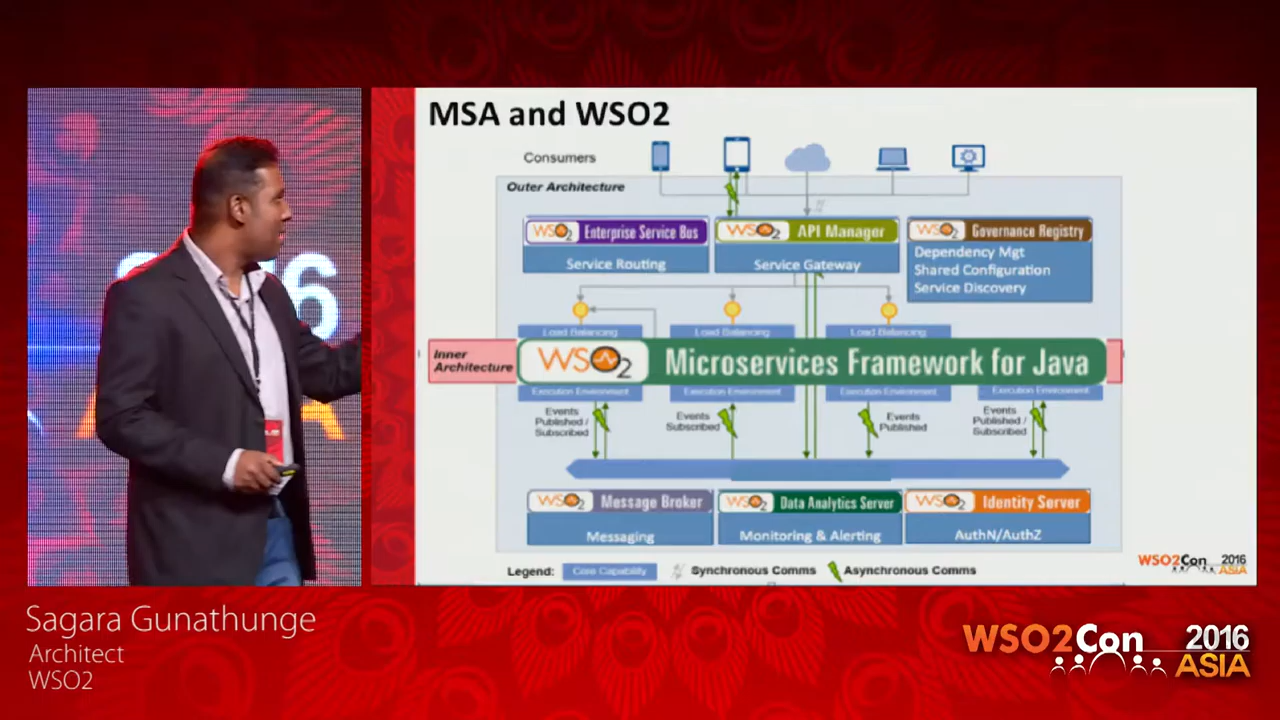 MSA and WSO2
Consumers
Outer Architecture
WSO2 Enterprise Service Bus
Service Routing
WSO2 API Manager
Service Gateway
WSO2 Governance Registry
Dependency Mgt
Shared Configuration
Service Discovery
Load Balancing
Load Balancing
Load Balancing
Inner
Architecture
WSO2 Microservices Framework for Java
Execution Environment
Execution Environment
Execution Environment
Execution Environment
Events
Published /
Subscribed
Events
Subscribed
Events
Published
Events
Published /
Subscribed
WSO2 Message Broker
Messaging
WSO2 Data Analytics Server
Monitoring & Alerting
WSO2 Identity Server
AuthN/AuthZ
Legend: Core Capability Synchronous Comms Asynchronous Comms
WSO2Con 2016
ASIA
16
A
Sagara Gunathunge
Architect
WSO2
WSO2Con 2016
ASIA